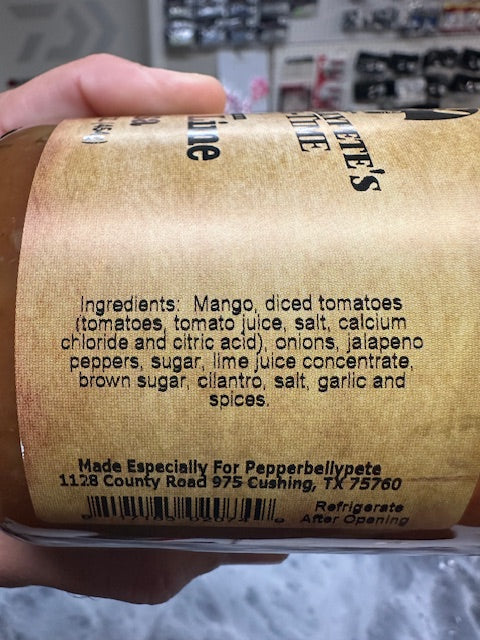 PETE'S
TIME
ine
Ingredients: Mango, diced tomatoes
(tomatoes, tomato juice, salt, calcium
chloride and citric acid), onions, jalapeno
peppers, sugar, lime juice concentrate,
brown sugar, cilantro, salt, garlic and
spices.
Made Especially For Pepperbellypete
1128 County Road 975 Cushing, TX 75760
Refrigerate
After Opening